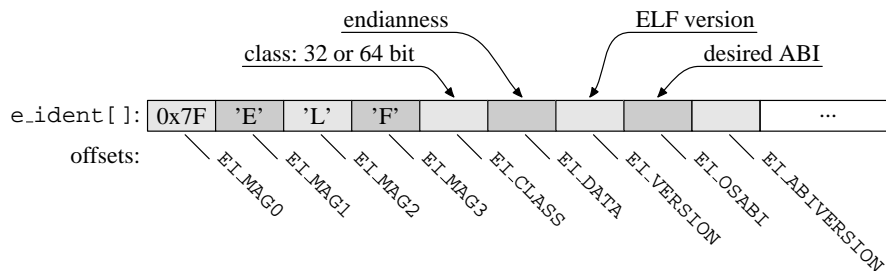 endianness ELF version
class: 32 or 64 bit desired ABI
e_ident[]: 0x7F 'E' 'L' 'F' ...
offsets: EI_MAG0 EI_MAG1 EI_MAG2 EI_MAG3 EI_CLASS EI_DATA EI_VERSION EI_OSABI EI_ABIVERSION